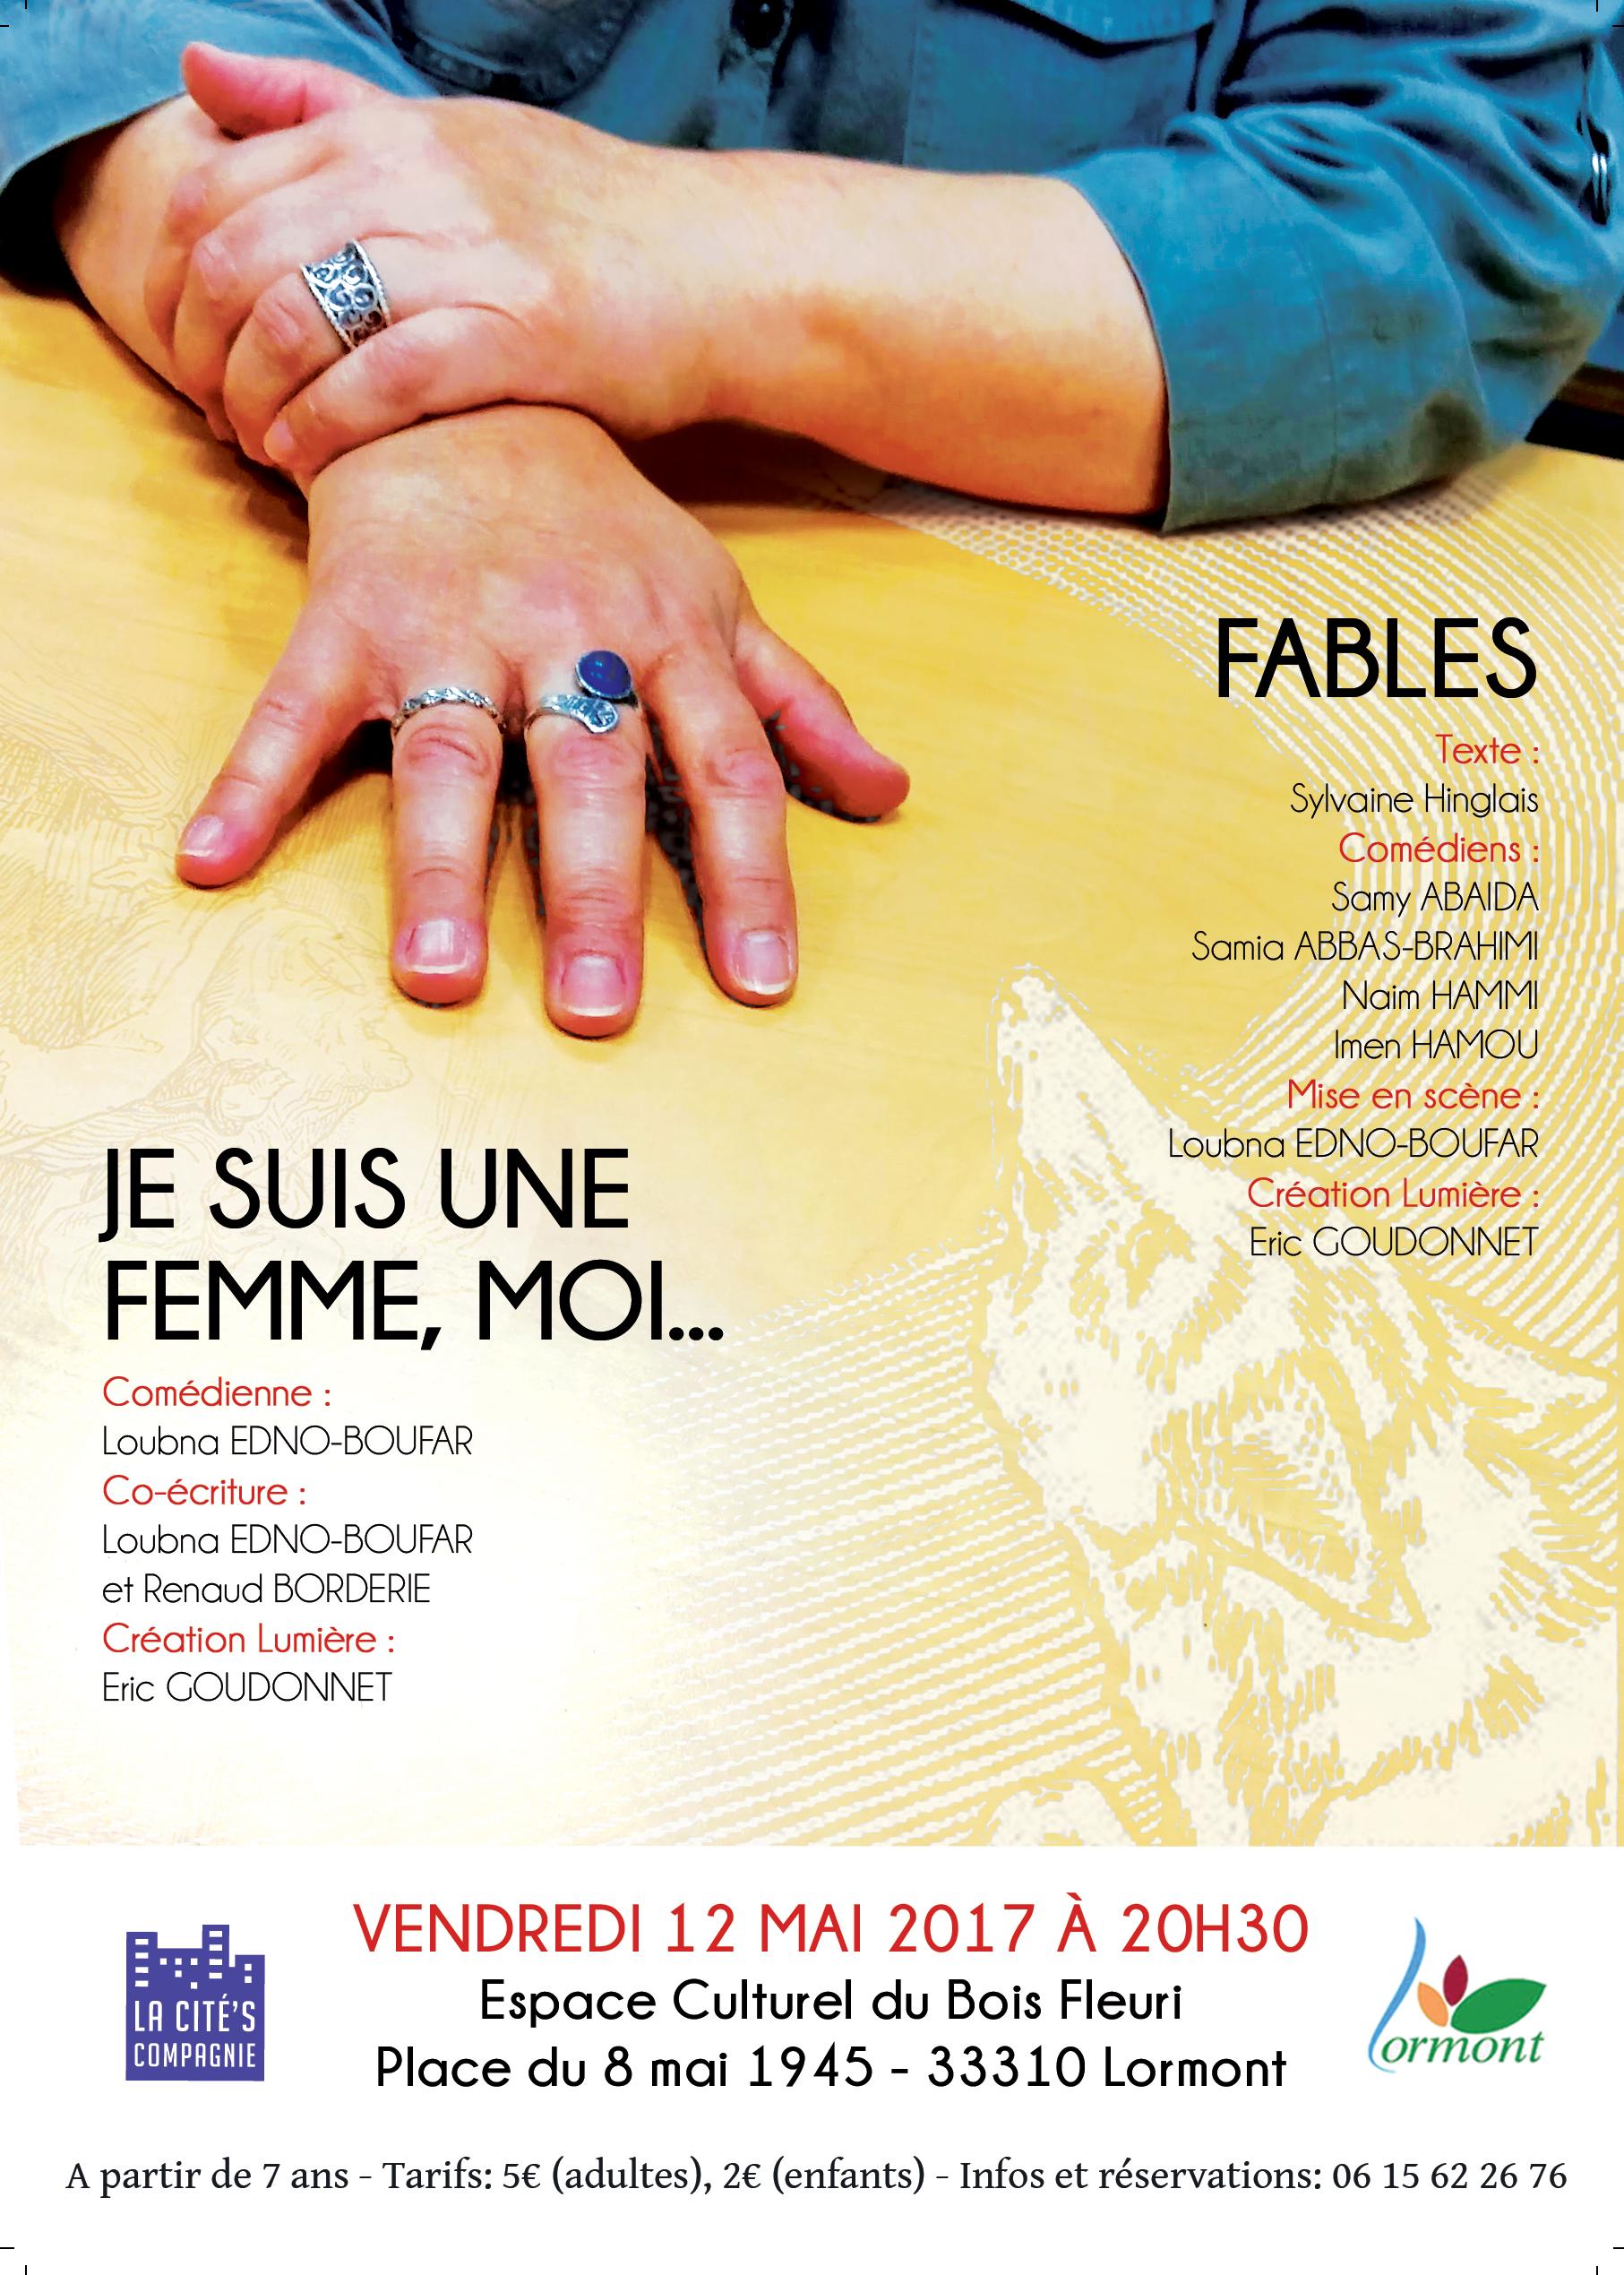 FABLES
Texte :
Sylvaine Hinglais
Comédiens :
Samy ABAIDA
Samia ABBAS-BRAHIMI
Naim HAMMI
Imen HAMOU
Mise en scène :
Loubna EDNO-BOUFAR
Création Lumière :
Eric GOUDONNET
JE SUIS UNE
FEMME, MOI...
Comédienne :
Loubna EDNO-BOUFAR
Co-écriture :
Loubna EDNO-BOUFAR
et Renaud BORDERIE
Création Lumière :
Eric GOUDONNET
VENDREDI 12 MAI 2017 À 20H30
Espace Culturel du Bois Fleuri
Place du 8 mai 1945 - 33310 Lormont
LA CITÉ'S
COMPAGNIE
Lormont
A partir de 7 ans - Tarifs: 5€ (adultes), 2€ (enfants) - Infos et réservations: 06 15 62 26 76